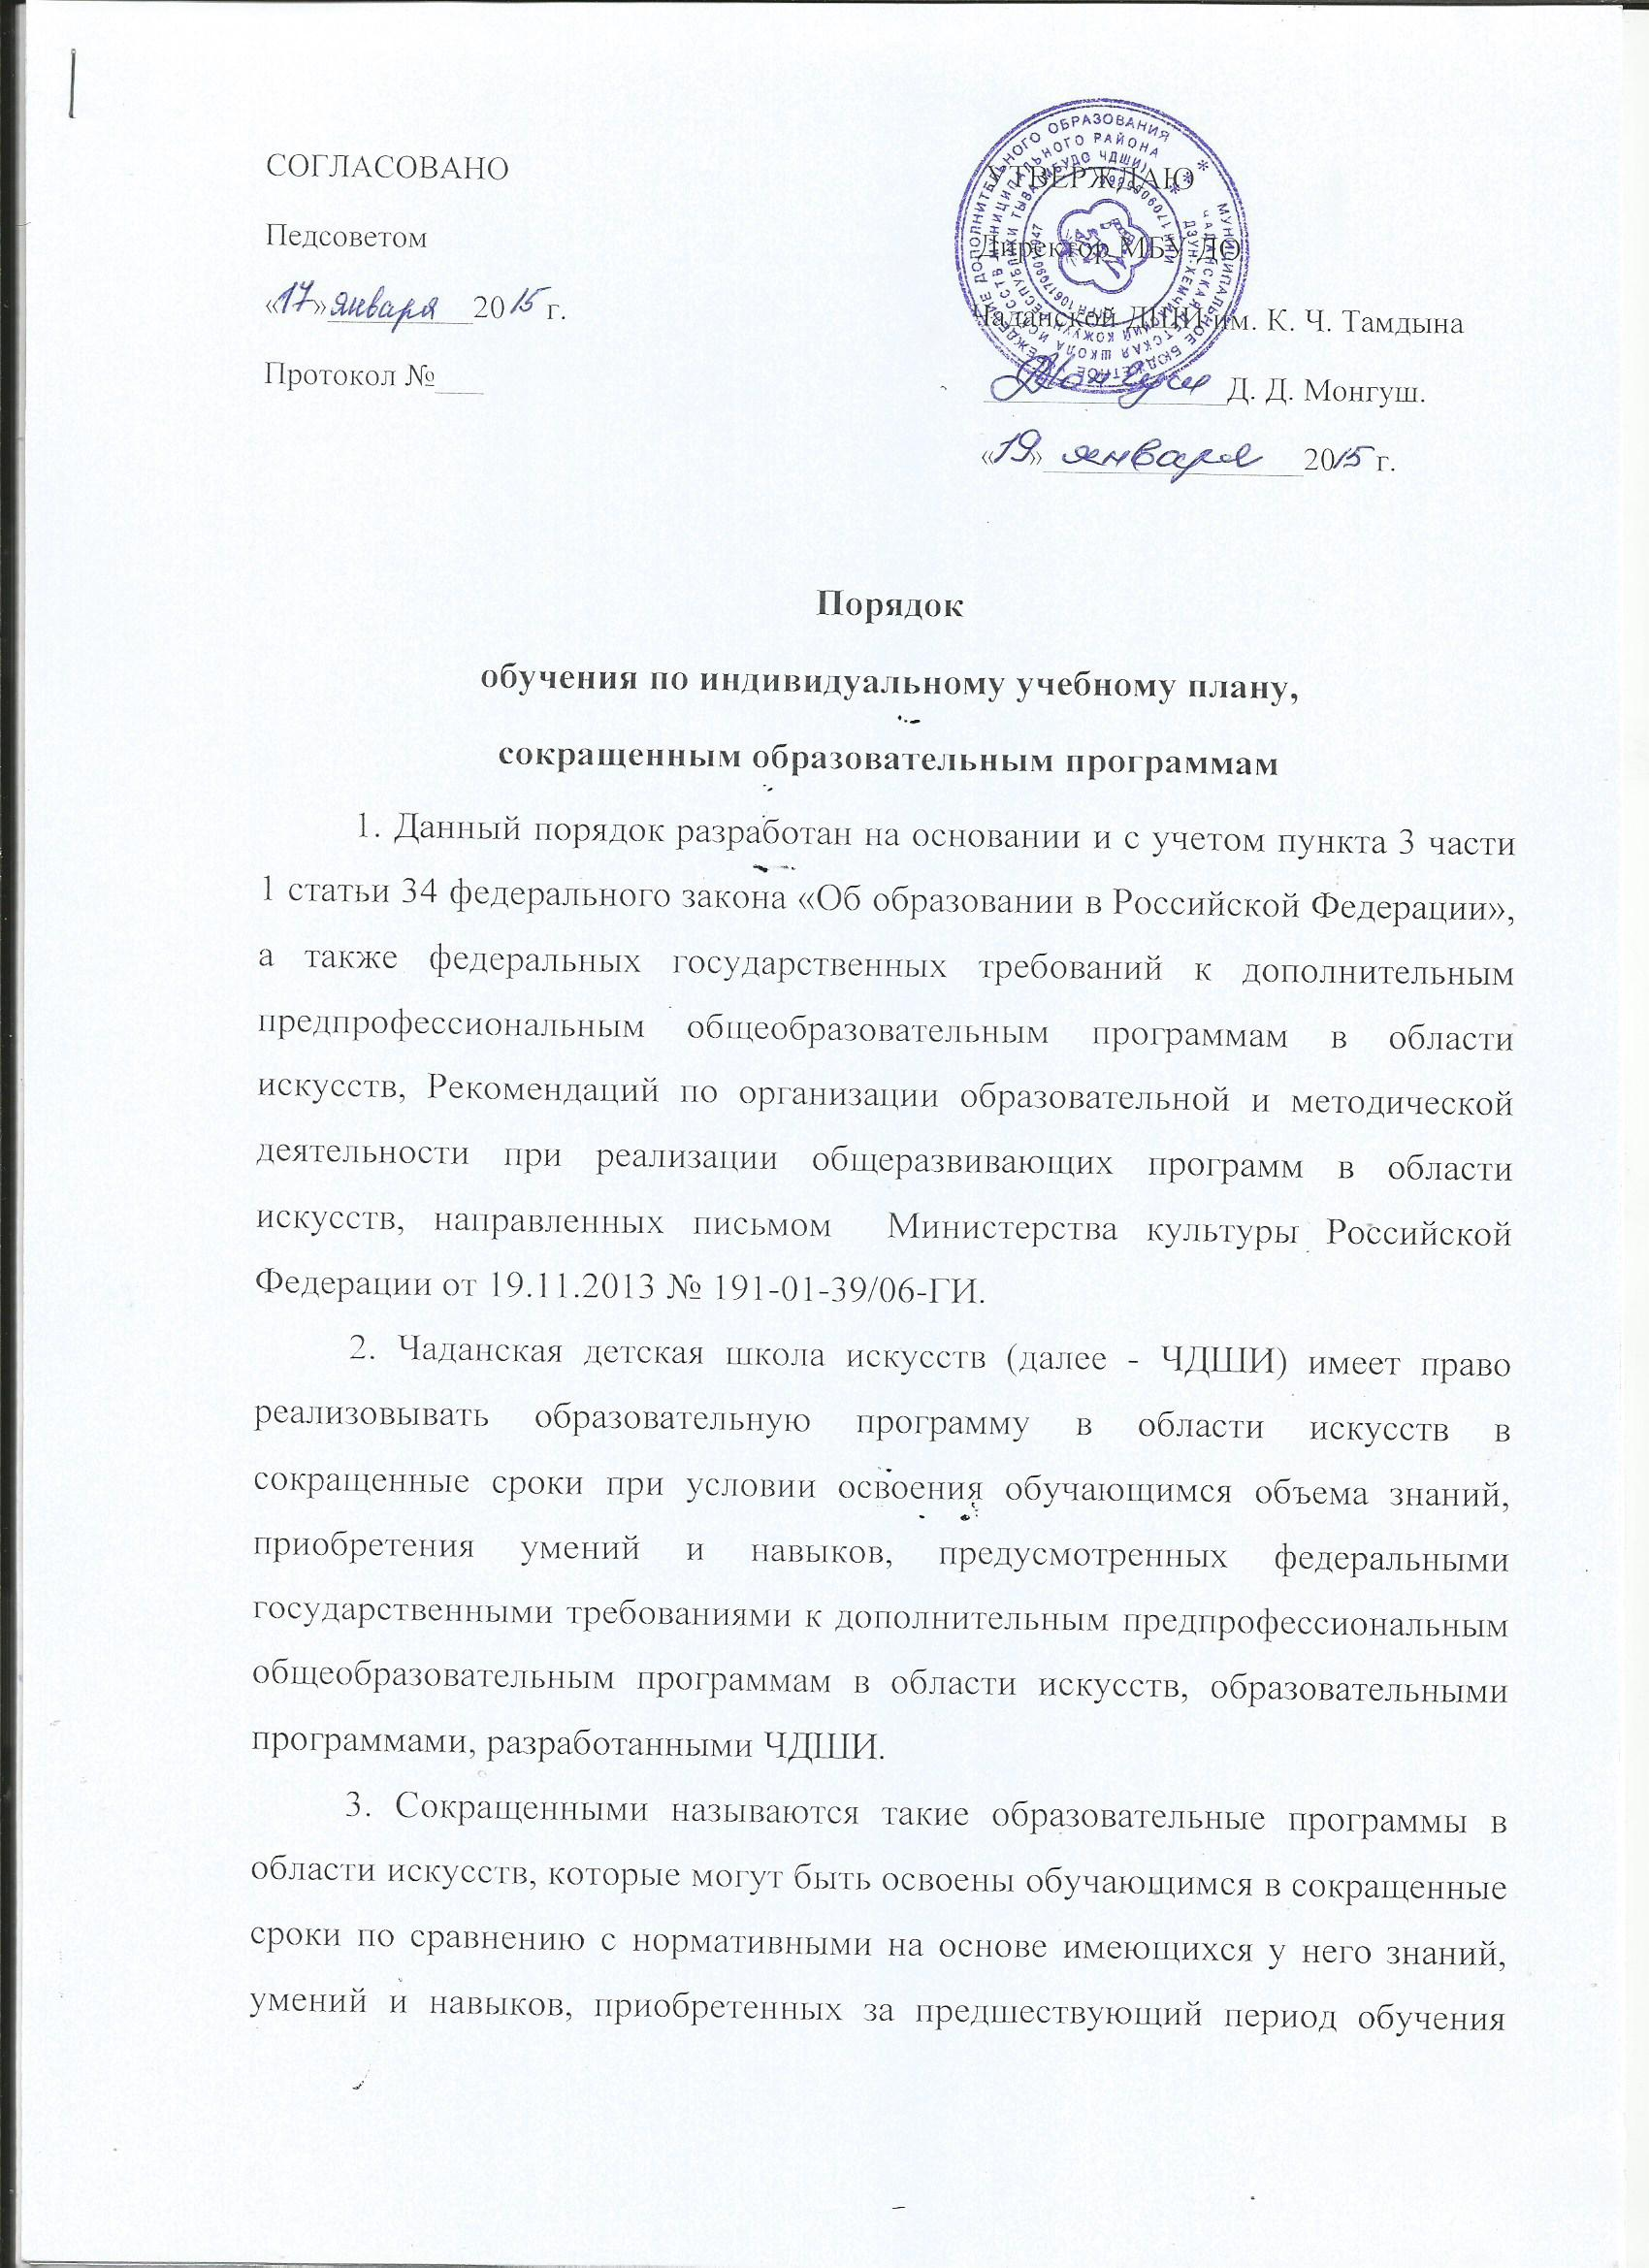 СОГЛАСОВАНО
Педсоветом
«17» января 2015 г.
Протокол №____
УТВЕРЖДАЮ
Директор МБУ ДО
Чаданской ДШИ им. К. Ч. Тамдына
Д. Д. Монгуш.
«19» января 2015 г.
Порядок
обучения по индивидуальному учебному плану,
сокращенным образовательным программам
1. Данный порядок разработан на основании и с учетом пункта 3 части
1 статьи 34 федерального закона «Об образовании в Российской Федерации»,
а также федеральных государственных требований к дополнительным
предпрофессиональным общеобразовательным программам в области
искусств, Рекомендаций по организации образовательной и методической
деятельности при реализации общеразвивающих программ в области
искусств, направленных письмом Министерства культуры Российской
Федерации от 19.11.2013 № 191-01-39/06-ГИ.
2. Чаданская детская школа искусств (далее - ЧДШИ) имеет право
реализовывать образовательную программу в области искусств в
сокращенные сроки при условии освоения обучающимся объема знаний,
приобретения умений и навыков, предусмотренных федеральными
государственными требованиями к дополнительным предпрофессиональным
общеобразовательным программам в области искусств, образовательными
программами, разработанными ЧДШИ.
3. Сокращенными называются такие образовательные программы в
области искусств, которые могут быть освоены обучающимся в сокращенные
сроки по сравнению с нормативными на основе имеющихся у него знаний,
умений и навыков, приобретенных за предшествующий период обучения